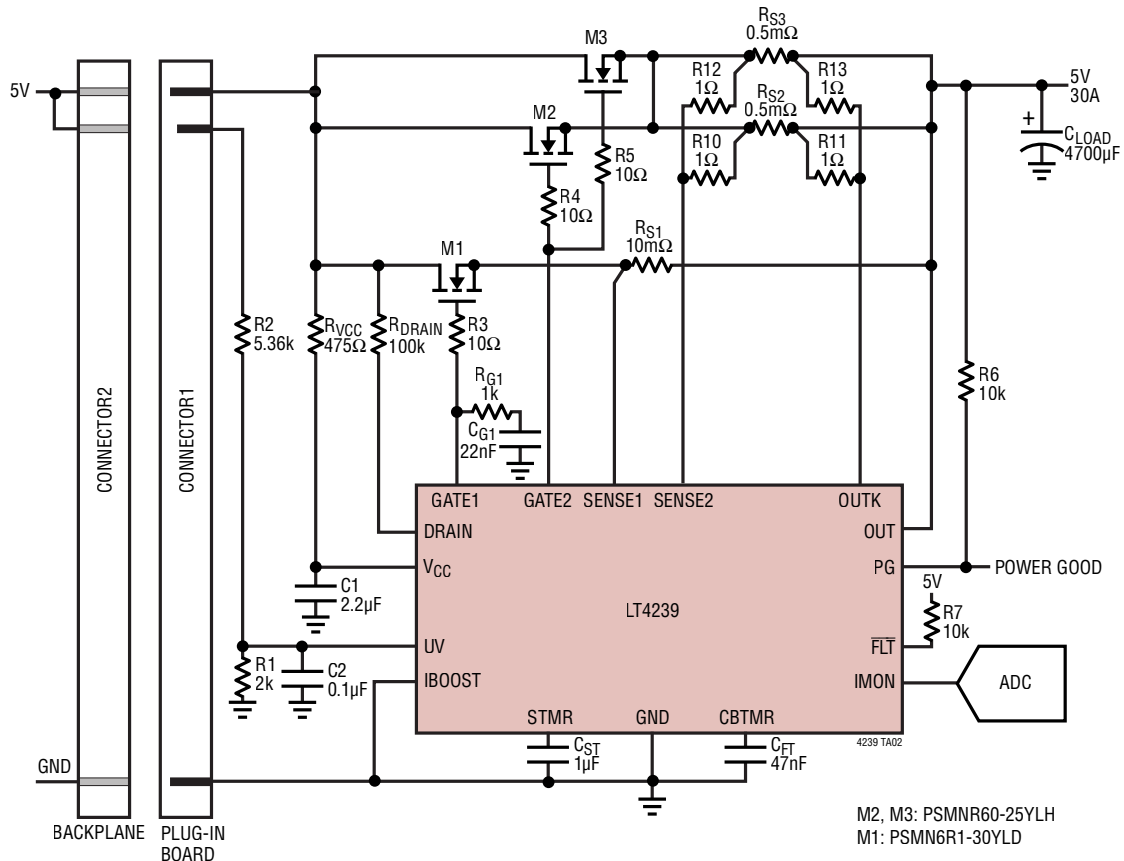 M3
RS3
0.5mΩ
R12
1Ω
R13
1Ω
5V
5V
30A
M2
RS2
0.5mΩ
+
CLOAD
4700µF
R5
10Ω
R10
1Ω
R11
1Ω
R4
10Ω
M1
RS1
10mΩ
R2
5.36k
RVCC
475Ω
RDRAIN
100k
R3
10Ω
R6
10k
RG1
1k
CG1
22nF
CONNECTOR2
CONNECTOR1
GATE1
GATE2
SENSE1
SENSE2
OUTK
DRAIN
OUT
VCC
PG
POWER GOOD
C1
2.2µF
5V
R7
10k
LT4239
UV
FLT
R1
2k
C2
0.1µF
IBOOST
IMON
ADC
STMR
GND
CBTMR
4239 TA02
CST
1µF
CFT
47nF
GND
BACKPLANE
PLUG-IN
BOARD
M2, M3: PSMNR60-25YLH
M1: PSMN6R1-30YLD